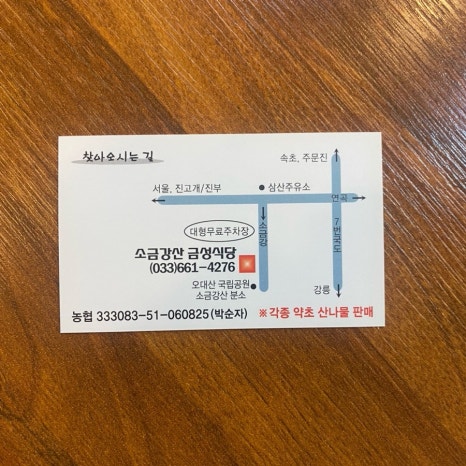 찾아오시는 길
속초, 주문진
서울, 진고개/진부
삼산주유소
연곡
대형무료주차장
소금강
7번국도
소금강산 금성식당
(033)661-4276
오대산 국립공원
소금강산 분소
강릉
농협 333083-51-060825(박순자)
※각종 약초 산나물 판매